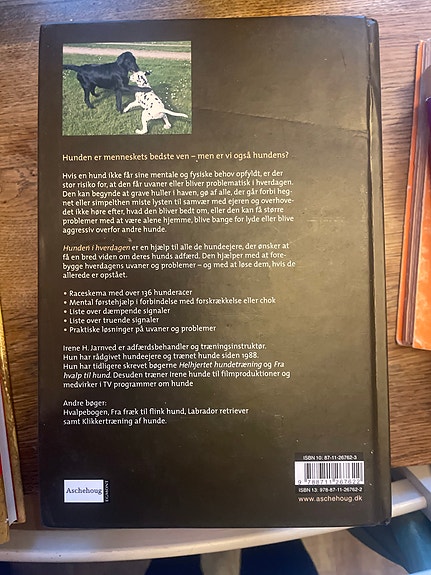 Hunden er menneskets bedste ven – men er vi også hundens?
Hvis en hund ikke får sine mentale og fysiske behov opfyldt, er der
stor risiko for, at den får uvaner eller bliver problematisk i hverdagen.
Den kan begynde at grave huller i haven, gø af alle, der går forbi heg-
net eller simpelthen miste lysten til samvær med ejeren og overhove-
det ikke høre efter, hvad den bliver bedt om, eller den kan få større
problemer med at være alene hjemme, blive bange for lyde eller blive
aggressiv overfor andre hunde.
Hunden i hverdagen er en hjælp til alle de hundeejere, der ønsker at
få en bred viden om deres hunds adfærd. Den hjælper med at fore-
bygge hverdagens uvaner og problemer – og med at løse dem, hvis de
allerede er opstået.
• Raceskema med over 136 hunderacer
• Mental førstehjælp i forbindelse med forskrækkelse eller chok
• Liste over dæmpende signaler
• Liste over truende signaler
• Praktiske løsninger på uvaner og problemer
Irene H. Jarnved er adfærdsbehandler og træningsinstruktør.
Hun har rådgivet hundeejere og trænet hunde siden 1988.
Hun har tidligere skrevet bøgerne Helhjertet hundetræning og Fra
hvalp til hund. Desuden træner Irene hunde til filmproduktioner og
medvirker i TV programmer om hunde
Andre bøger:
Hvalpebogen, Fra fræk til flink hund, Labrador retriever
samt Klikkertræning af hunde.
ISBN 10: 87-11-26762-3
9 788711 267622
ISBN 13: 978-87-11-26762-2
www.aschehoug.dk
Aschehoug
EGMONT